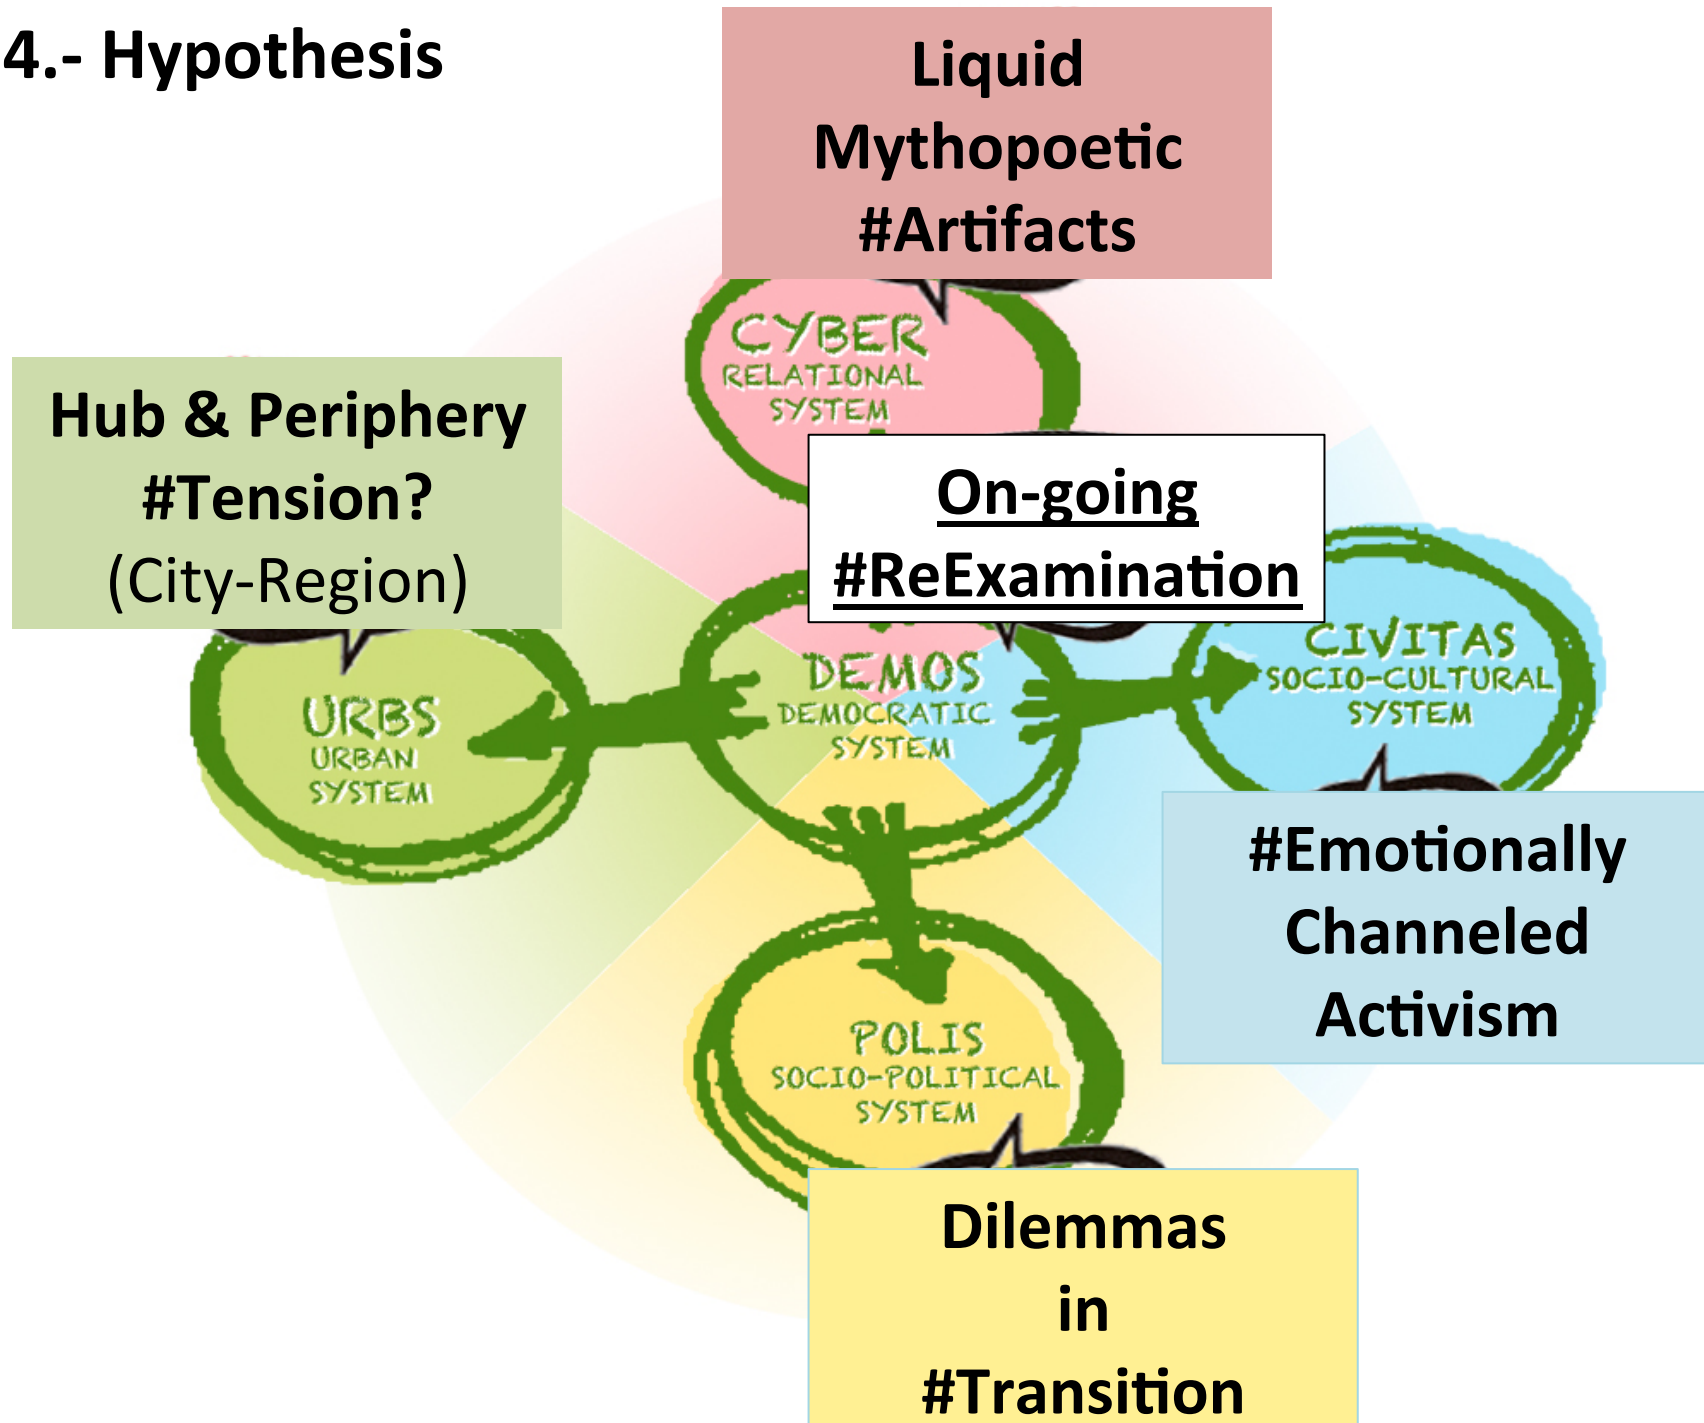 4.- Hypothesis
Liquid
Mythopoetic
#Artifacts
CYBER
RELATIONAL
SYSTEM
Hub & Periphery
#Tension?
(City-Region)
On-going
#ReExamination
URBS
URBAN
SYSTEM
DEMOS
DEMOCRATIC
SYSTEM
CIVITAS
SOCIO-CULTURAL
SYSTEM
#Emotionally
Channeled
Activism
POLIS
SOCIO-POLITICAL
SYSTEM
Dilemmas
in
#Transition